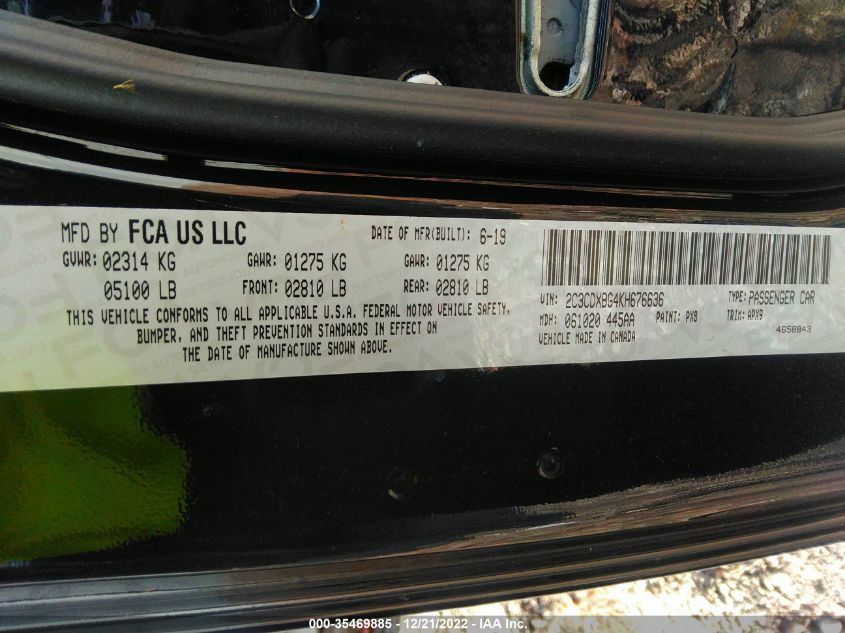 MFD BY FCA US LLC DATE OF MFR(BUILT): 6-19
GVWR: 02314 KG GAWR: 01275 KG GAWR: 01275 KG
05100 LB FRONT: 02810 LB REAR: 02810 LB
THIS VEHICLE CONFORMS TO ALL APPLICABLE U.S.A. FEDERAL MOTOR VEHICLE SAFETY,
BUMPER, AND THEFT PREVENTION STANDARDS IN EFFECT ON
THE DATE OF MANUFACTURE SHOWN ABOVE.
VIN: 2C3CDXBG4KH676636 TYPE: PASSENGER CAR
MDH: 061020 445AA PAINT: PX8 TRIM: APX9
VEHICLE MADE IN CANADA 4658843
000-35469885 — 12/21/2022 — IAA Inc.